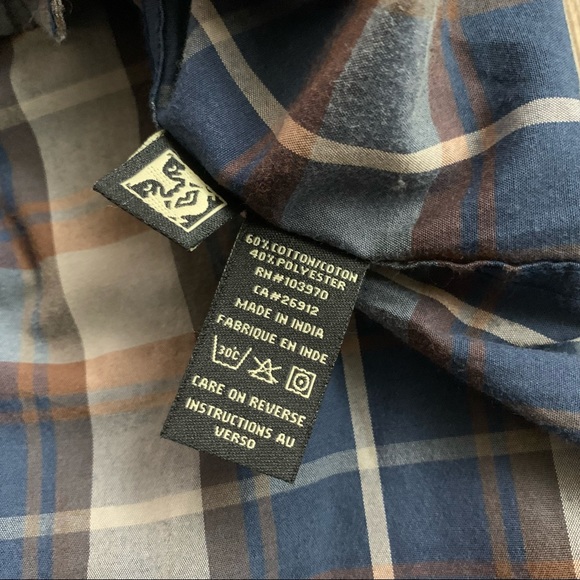 60% COTTON/COTON
40% POLYESTER
RN#103970
CA#26912
MADE IN INDIA
FABRIQUE EN INDE
30C
CARE ON REVERSE
INSTRUCTIONS AU
VERSO